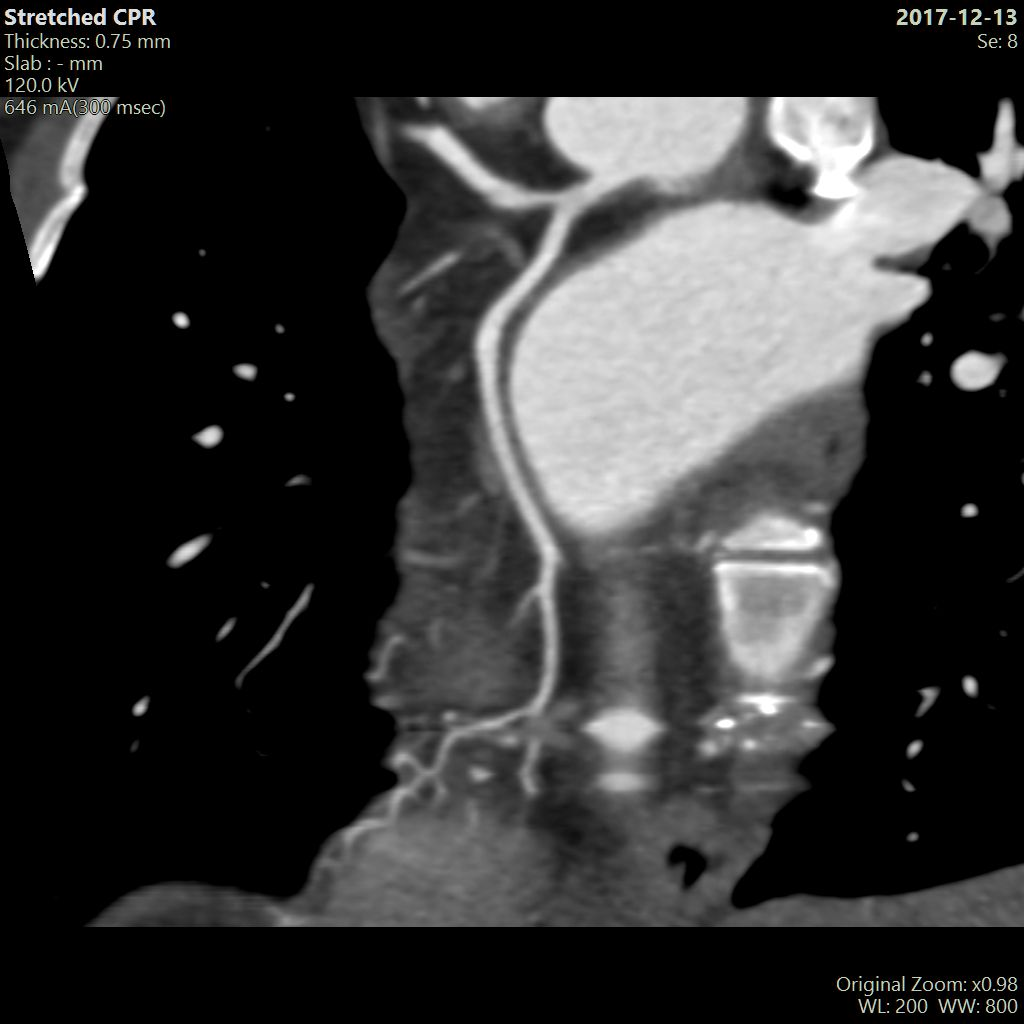 Stretched CPR
Thickness: 0.75 mm
Slab : - mm
120.0 kV
646 mA(300 msec)
2017-12-13
Se: 8
Original Zoom: x0.98
WL: 200 WW: 800